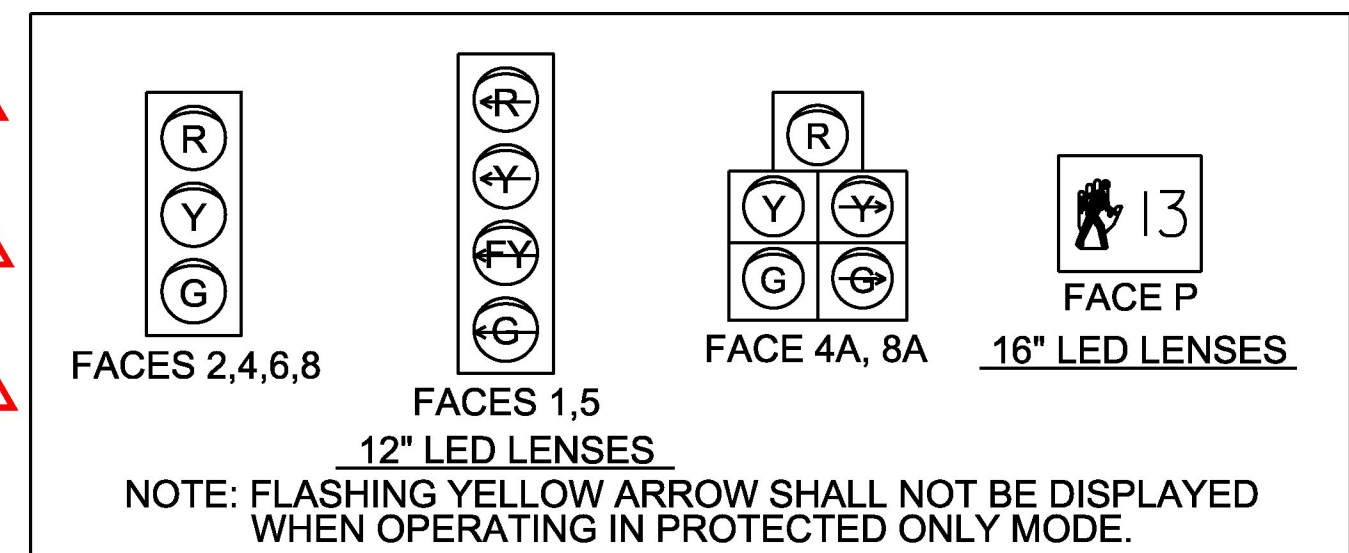 R
Y
G
FACES 2,4,6,8
R
Y
FY
G
FACES 1,5
12" LED LENSES
R
Y Y
G G
FACE 4A, 8A
13
FACE P
16" LED LENSES
NOTE: FLASHING YELLOW ARROW SHALL NOT BE DISPLAYED
WHEN OPERATING IN PROTECTED ONLY MODE.